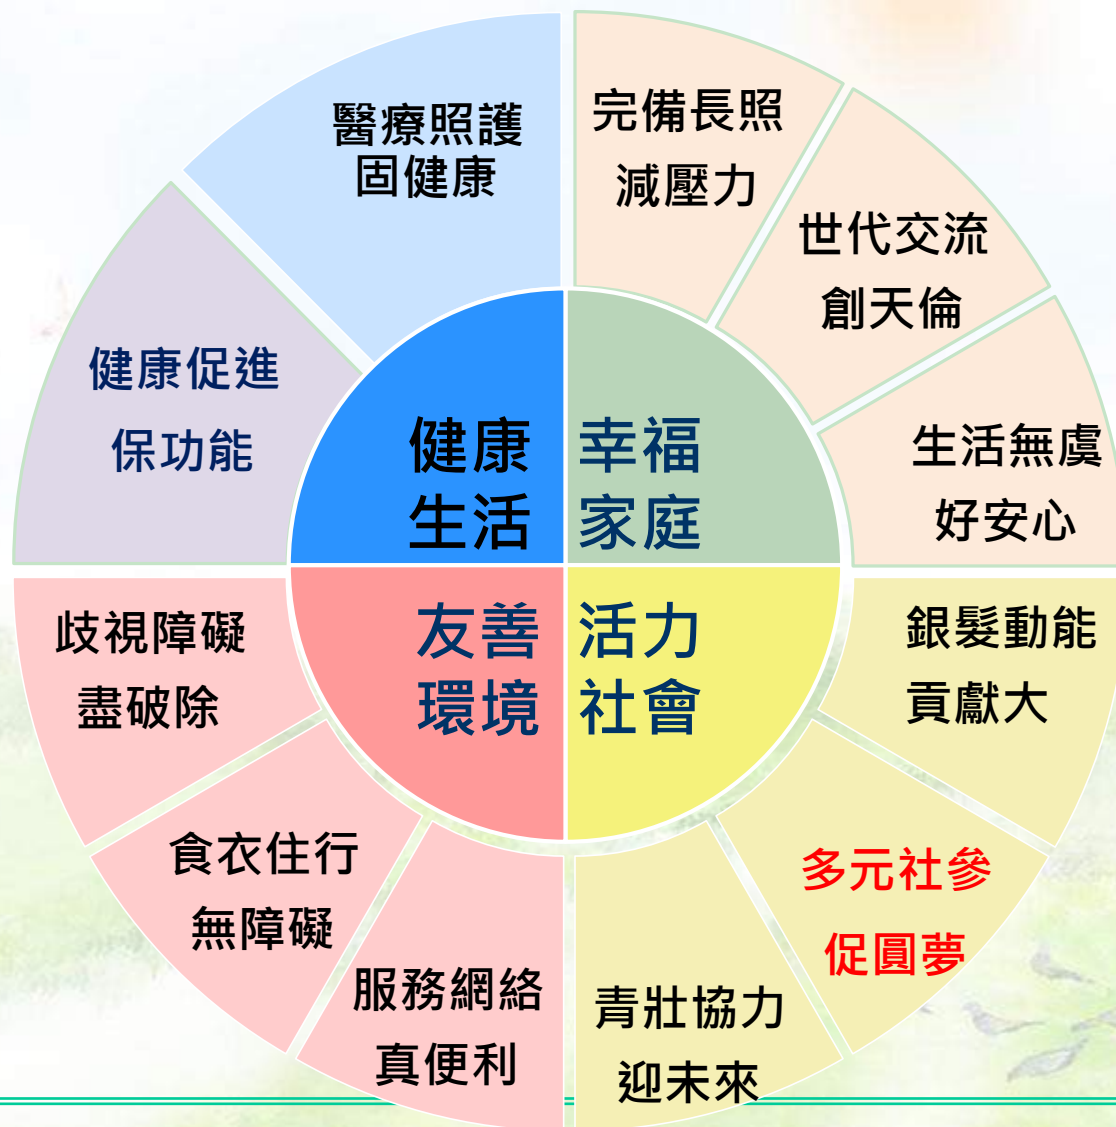 醫療照護
固健康
完備長照
減壓力
世代交流
創天倫
生活無虞
好安心
健康促進
保功能
健康
生活
幸福
家庭
友善
環境
活力
社會
歧視障礙
盡破除
食衣住行
無障礙
服務網絡
真便利
銀髮動能
貢獻大
多元社參
促圓夢
青壯協力
迎未來